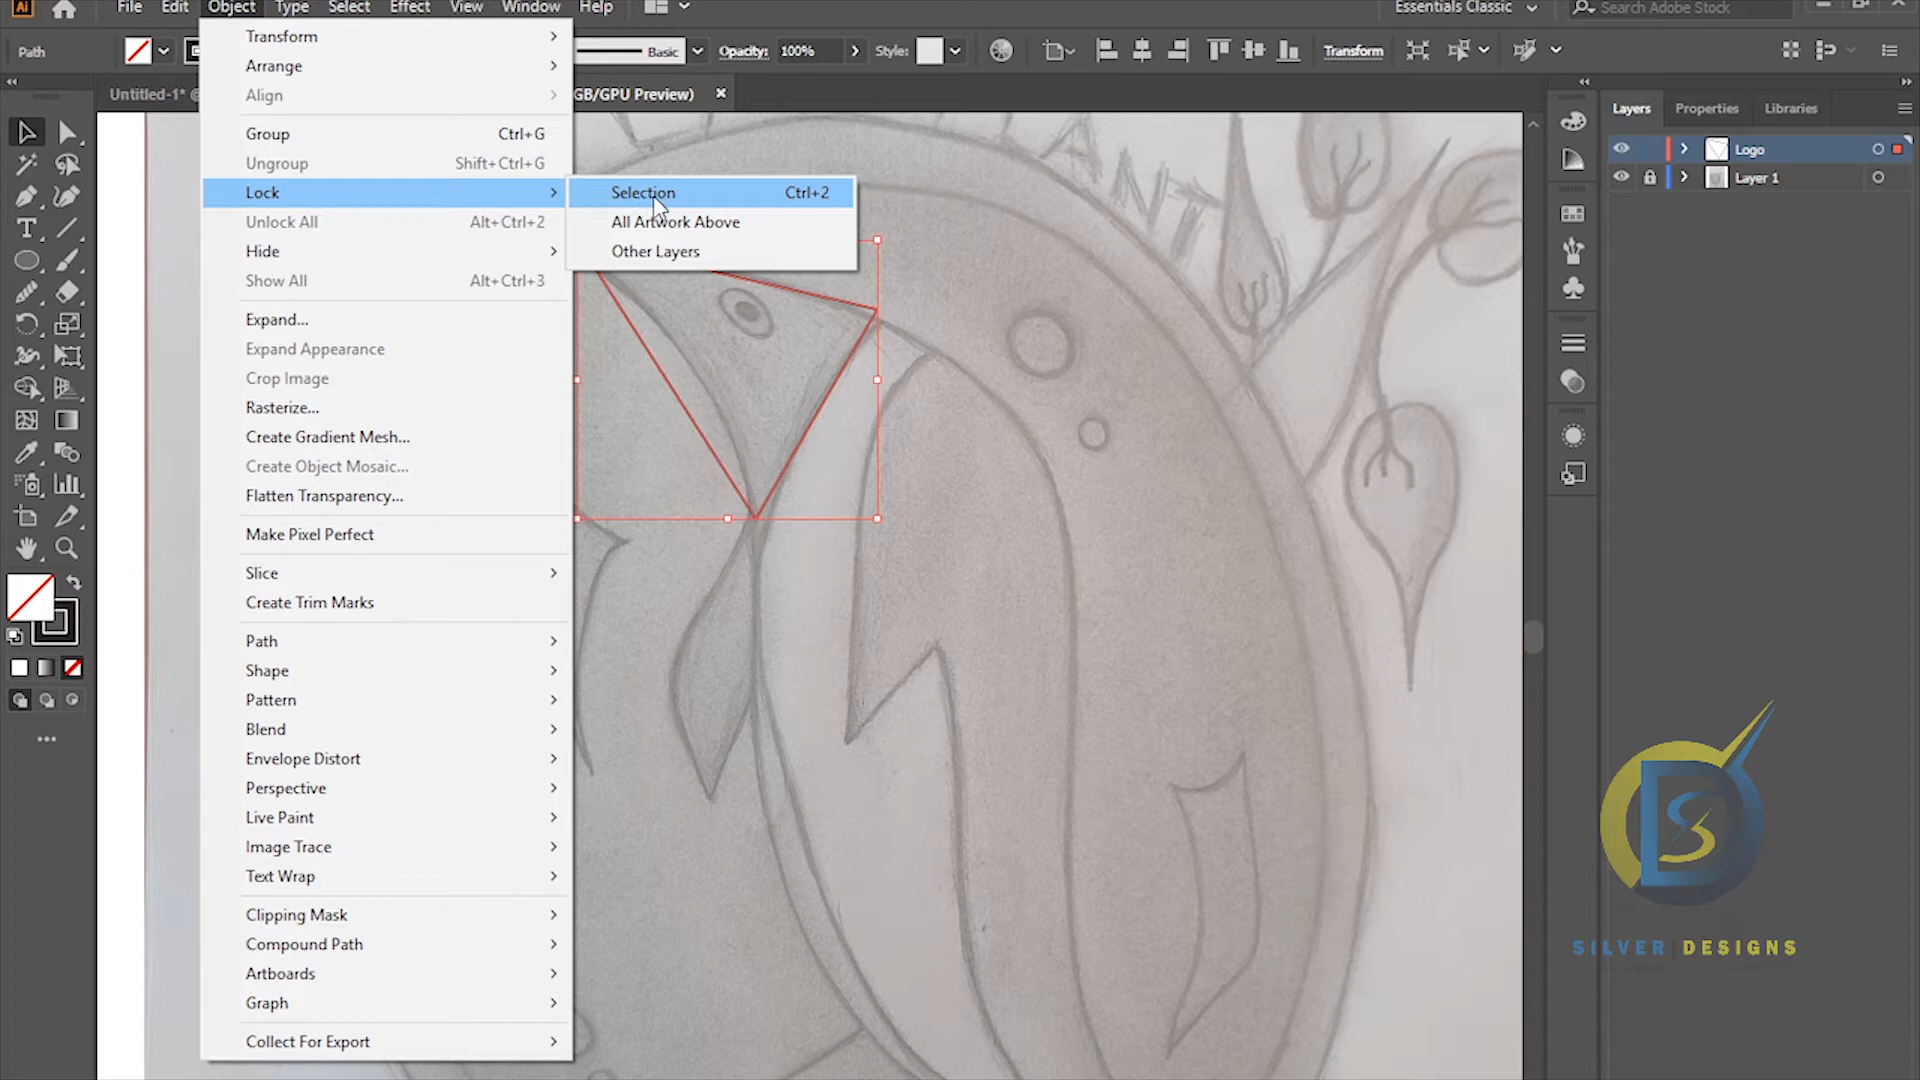 Ai File Edit Object Type Select Effect View Window Help Essentials Classic Search Adobe Stock
Path Basic Opacity: 100% Style: Transform
Untitled-1* @ GB/GPU Preview)
Layers Properties Libraries
Logo
Layer 1
Transform
Arrange
Align
Group Ctrl+G
Ungroup Shift+Ctrl+G
Lock
Selection Ctrl+2
All Artwork Above
Other Layers
Unlock All Alt+Ctrl+2
Hide
Show All Alt+Ctrl+3
Expand...
Expand Appearance
Crop Image
Rasterize...
Create Gradient Mesh...
Create Object Mosaic...
Flatten Transparency...
Make Pixel Perfect
Slice
Create Trim Marks
Path
Shape
Pattern
Blend
Envelope Distort
Perspective
Live Paint
Image Trace
Text Wrap
Clipping Mask
Compound Path
Artboards
Graph
Collect For Export
ANT
DS
SILVER DESIGNS